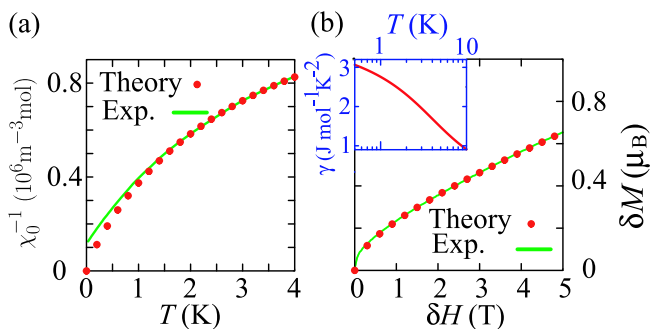 (a)
0.8
0.4
0
χ₀⁻¹ (10⁶m⁻³mol)
Theory
Exp.
0 1 2 3 4
T (K)
(b)
T (K)
1 10
3
2
1
γ (J mol⁻¹K⁻²)
0.8
0.4
0
δM (μB)
Theory
Exp.
0 1 2 3 4 5
δH (T)